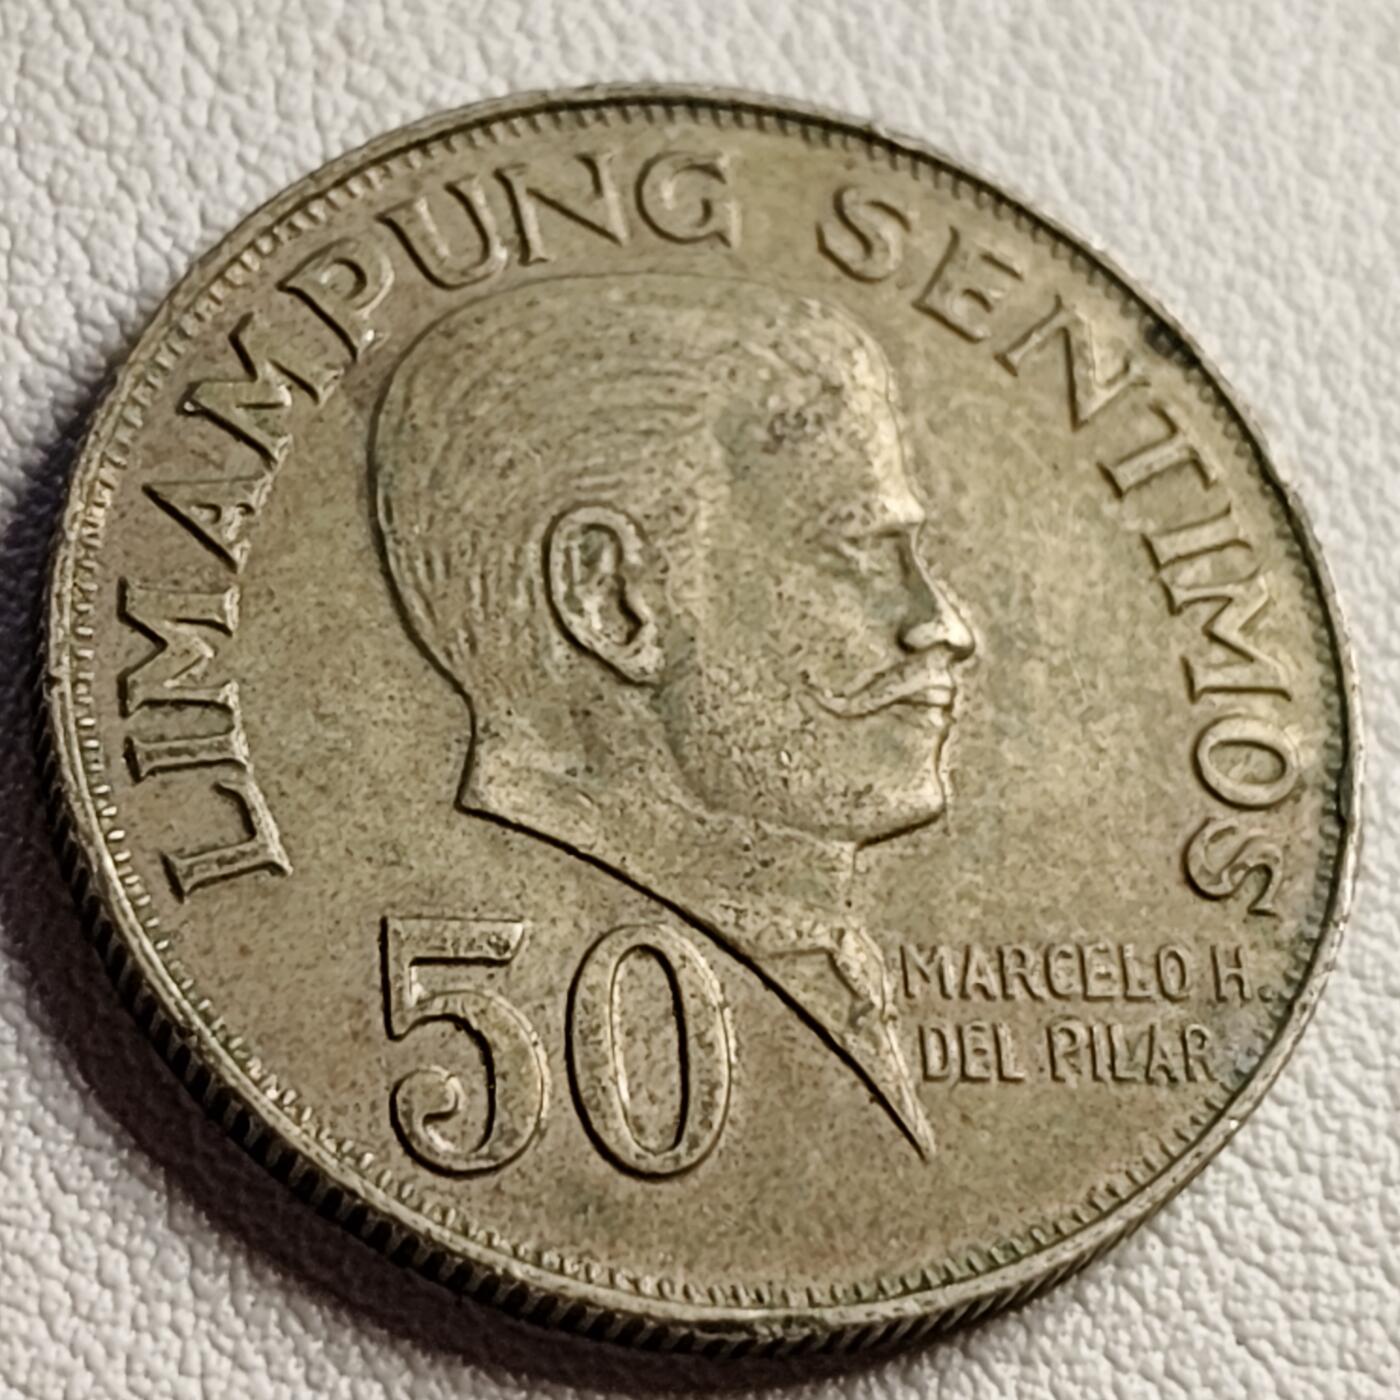 LIMAMPUNG SENTIMOS
50
MARCELO H.
DEL PILAR